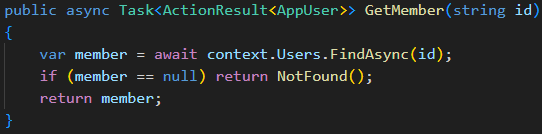 public async Task<ActionResult<AppUser>> GetMember(string id)
{
    var member = await context.Users.FindAsync(id);
    if (member == null) return NotFound();
    return member;
}